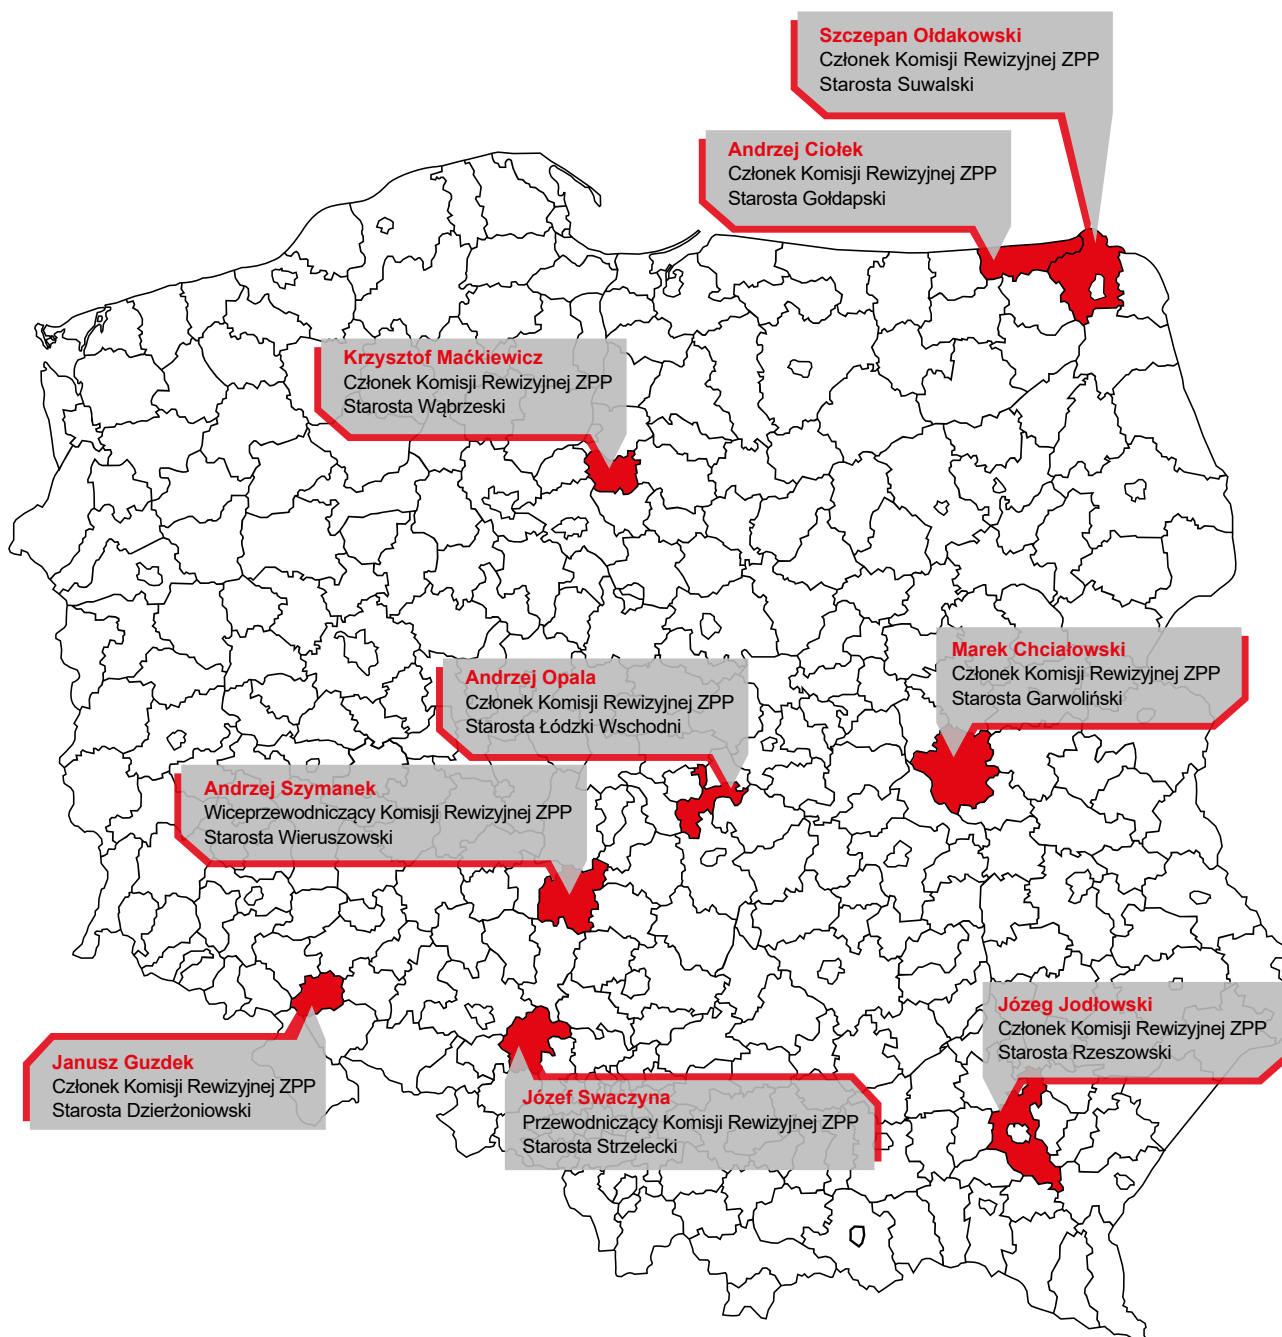 Szczepan Ołdakowski
Członek Komisji Rewizyjnej ZPP
Starosta Suwalski
Andrzej Ciołek
Członek Komisji Rewizyjnej ZPP
Starosta Gołdapski
Krzysztof Maćkiewicz
Członek Komisji Rewizyjnej ZPP
Starosta Wąbrzeski
Marek Chciałowski
Członek Komisji Rewizyjnej ZPP
Starosta Garwoliński
Andrzej Opala
Członek Komisji Rewizyjnej ZPP
Starosta Łódzki Wschodni
Andrzej Szymanek
Wiceprzewodniczący Komisji Rewizyjnej ZPP
Starosta Wieruszowski
Józeg Jodłowski
Członek Komisji Rewizyjnej ZPP
Starosta Rzeszowski
Janusz Guzdek
Członek Komisji Rewizyjnej ZPP
Starosta Dzierżoniowski
Józef Swaczyna
Przewodniczący Komisji Rewizyjnej ZPP
Starosta Strzelecki